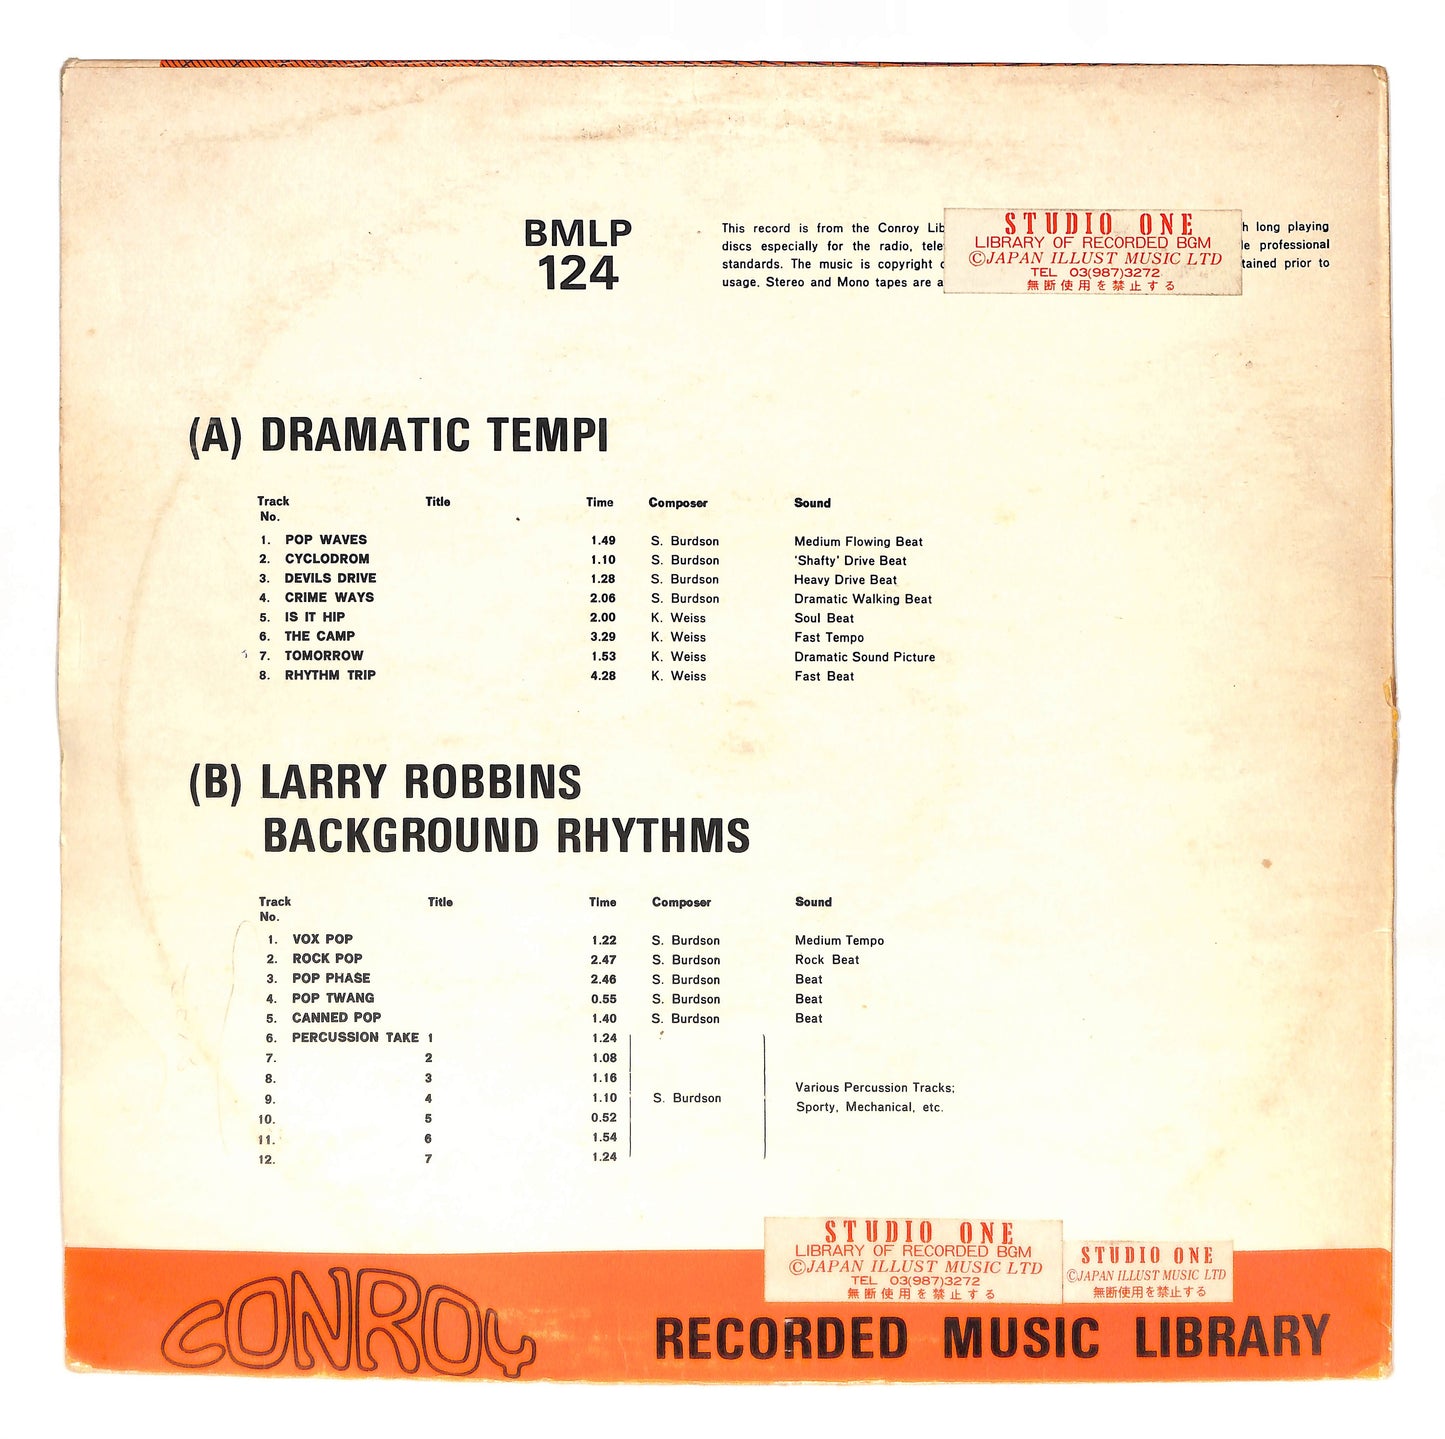 BMLP
124
This record is from the Conroy Lib h long playing
discs especially for the radio, tele le professional
standards. The music is copyright tained prior to
usage. Stereo and Mono tapes are a
STUDIO ONE
LIBRARY OF RECORDED BGM
©JAPAN ILLUST MUSIC LTD
TEL 03(987)3272
無断使用を禁止する
(A) DRAMATIC TEMPI
Track Title Time Composer Sound
No.
1. POP WAVES 1.49 S. Burdson Medium Flowing Beat
2. CYCLODROM 1.10 S. Burdson 'Shafty' Drive Beat
3. DEVILS DRIVE 1.28 S. Burdson Heavy Drive Beat
4. CRIME WAYS 2.06 S. Burdson Dramatic Walking Beat
5. IS IT HIP 2.00 K. Weiss Soul Beat
6. THE CAMP 3.29 K. Weiss Fast Tempo
7. TOMORROW 1.53 K. Weiss Dramatic Sound Picture
8. RHYTHM TRIP 4.28 K. Weiss Fast Beat
(B) LARRY ROBBINS
BACKGROUND RHYTHMS
Track Title Time Composer Sound
No.
1. VOX POP 1.22 S. Burdson Medium Tempo
2. ROCK POP 2.47 S. Burdson Rock Beat
3. POP PHASE 2.46 S. Burdson Beat
4. POP TWANG 0.55 S. Burdson Beat
5. CANNED POP 1.40 S. Burdson Beat
6. PERCUSSION TAKE 1 1.24
7. 2 1.08
8. 3 1.16 Various Percussion Tracks;
9. 4 1.10 S. Burdson
10. 5 0.52 Sporty, Mechanical, etc.
11. 6 1.54
12. 7 1.24
STUDIO ONE
LIBRARY OF RECORDED BGM
©JAPAN ILLUST MUSIC LTD
TEL 03(987)3272
無断使用を禁止する
STUDIO ONE
©JAPAN ILLUST MUSIC LTD
無断使用を禁止する
CONROY
RECORDED MUSIC LIBRARY